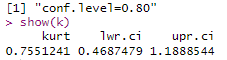 [1] "conf.level=0.80"
> show(k)
kurt lwr.ci upr.ci
0.7551241 0.4687479 1.1888544